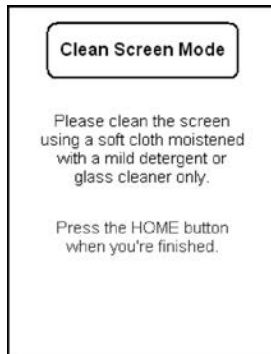 Clean Screen Mode
Please clean the screen
using a soft cloth moistened
with a mild detergent or
glass cleaner only.
Press the HOME button
when you're finished.